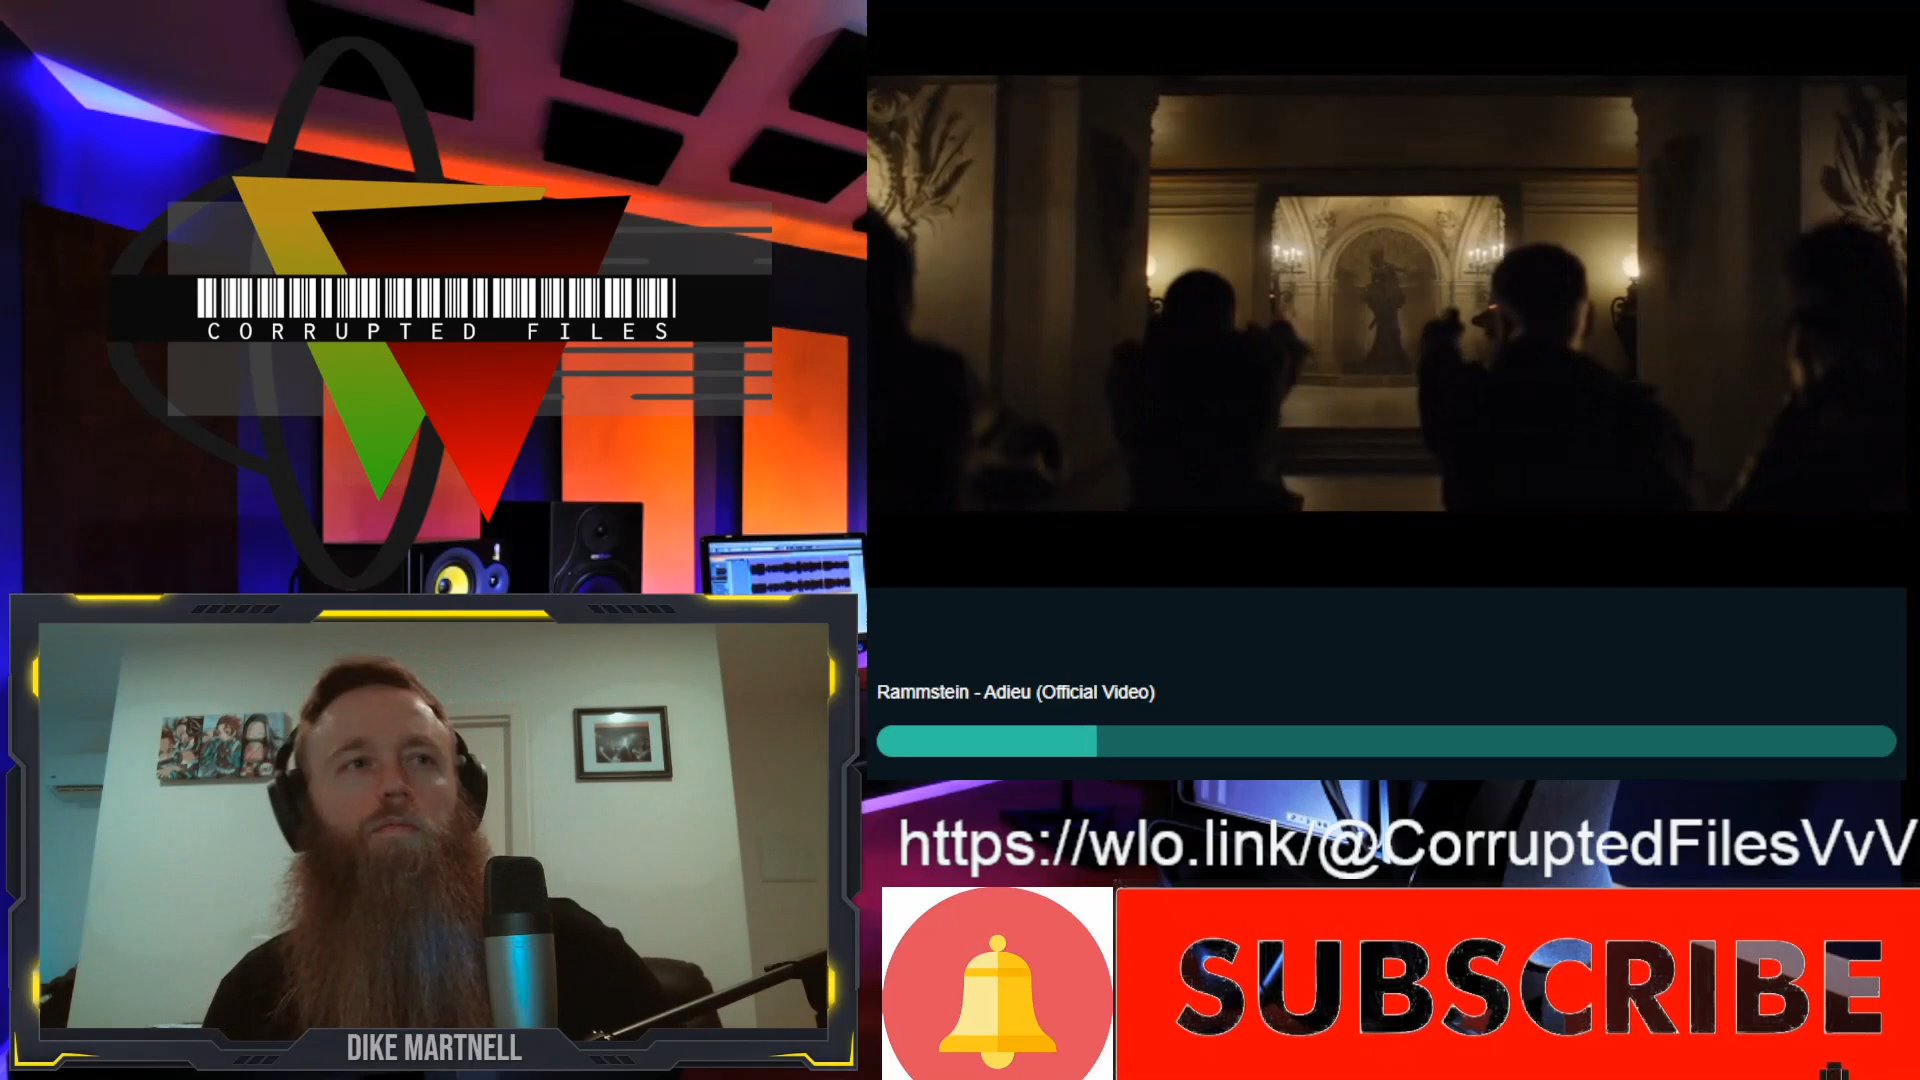 CORRUPTED FILES
Rammstein - Adieu (Official Video)
https://wlo.link/@CorruptedFilesVvV
SUBSCRIBE
DIKE MARTNELL